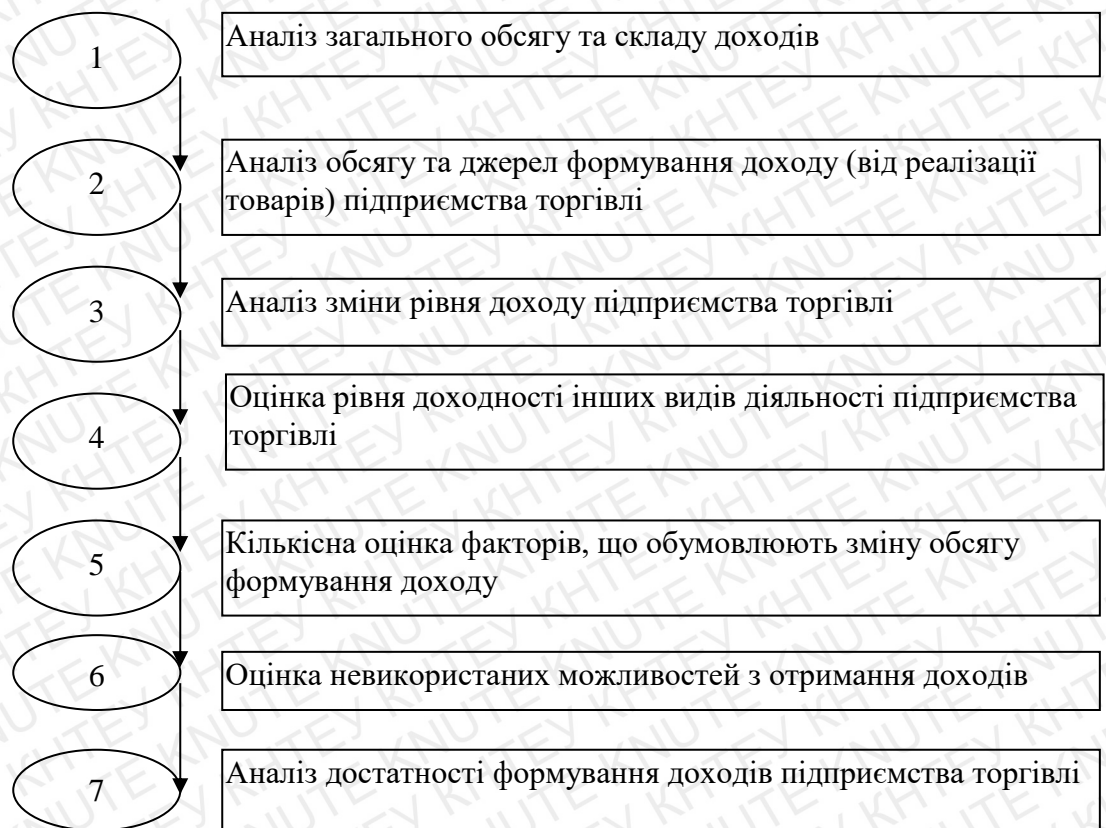 1
Аналіз загального обсягу та складу доходів
2
Аналіз обсягу та джерел формування доходу (від реалізації
товарів) підприємства торгівлі
3
Аналіз зміни рівня доходу підприємства торгівлі
4
Оцінка рівня доходності інших видів діяльності підприємства
торгівлі
5
Кількісна оцінка факторів, що обумовлюють зміну обсягу
формування доходу
6
Оцінка невикористаних можливостей з отримання доходів
7
Аналіз достатності формування доходів підприємства торгівлі